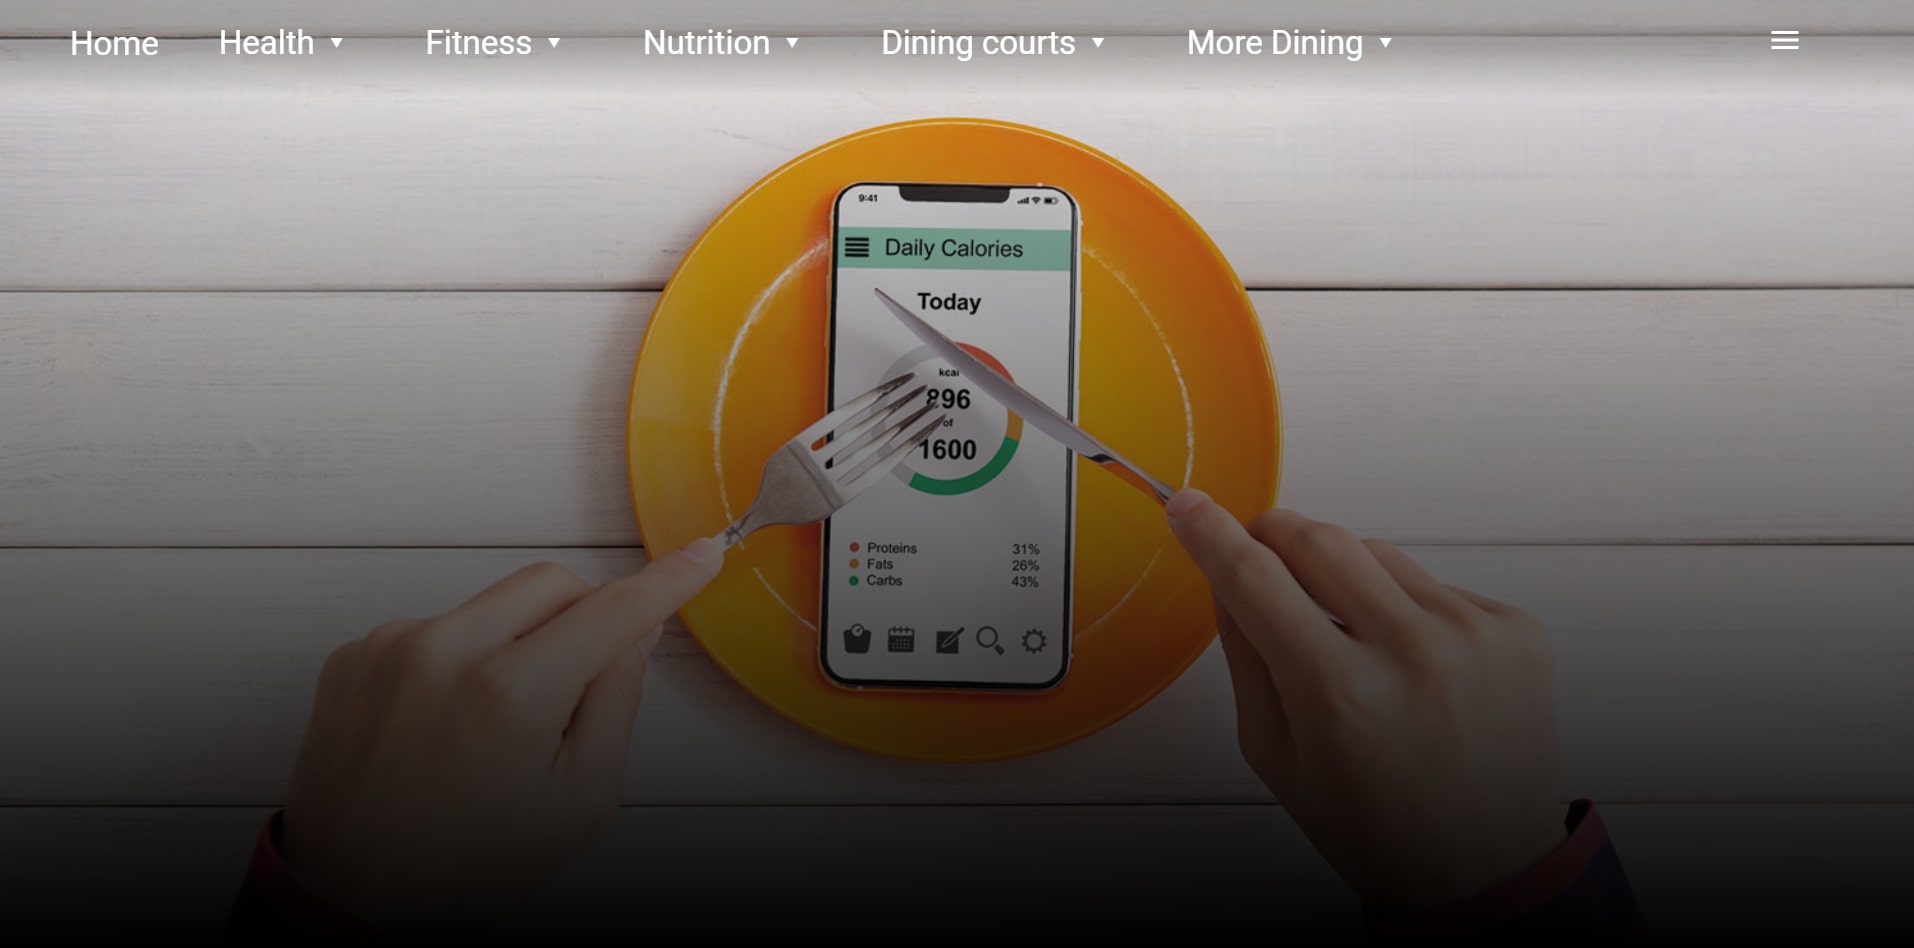 Home Health Fitness Nutrition Dining courts More Dining
9:41
Daily Calories
Today
kcal
896
of
1600
Proteins 31%
Fats 26%
Carbs 43%